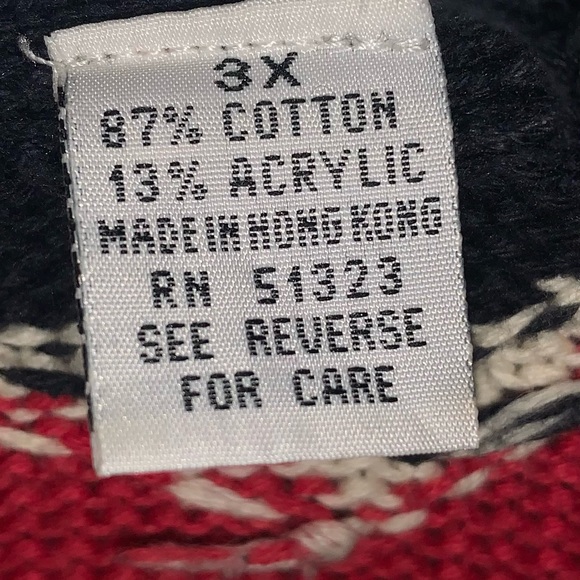 3X
87% COTTON
13% ACRYLIC
MADE IN HONG KONG
RN 51323
SEE REVERSE
FOR CARE